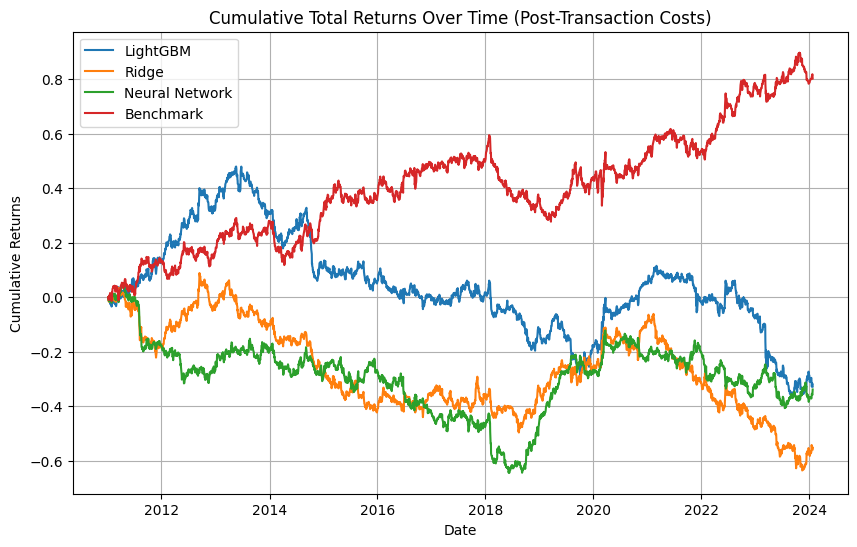 Cumulative Total Returns Over Time (Post-Transaction Costs)
LightGBM
Ridge
Neural Network
Benchmark
Cumulative Returns
0.8
0.6
0.4
0.2
0.0
−0.2
−0.4
−0.6
2012 2014 2016 2018 2020 2022 2024
Date